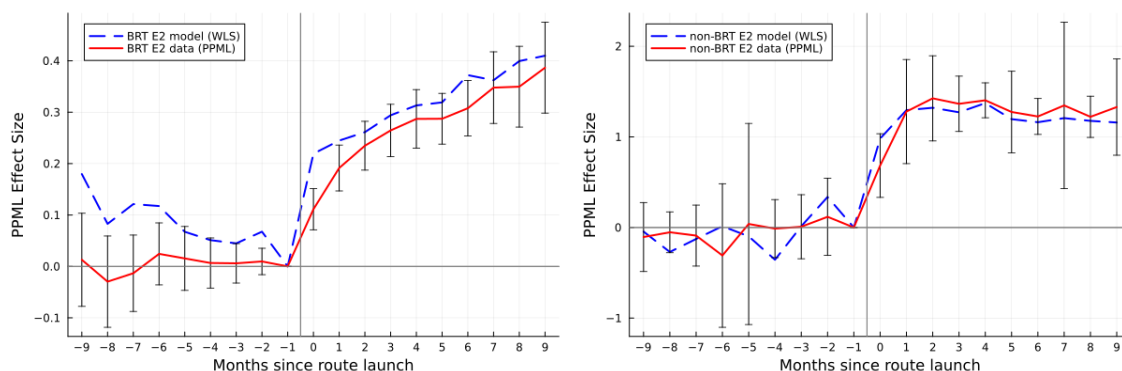 BRT E2 model (WLS)
BRT E2 data (PPML)
PPML Effect Size
0.4
0.3
0.2
0.1
0.0
−0.1
−9 −8 −7 −6 −5 −4 −3 −2 −1 0 1 2 3 4 5 6 7 8 9
Months since route launch
non-BRT E2 model (WLS)
non-BRT E2 data (PPML)
PPML Effect Size
2
1
0
−1
−9 −8 −7 −6 −5 −4 −3 −2 −1 0 1 2 3 4 5 6 7 8 9
Months since route launch